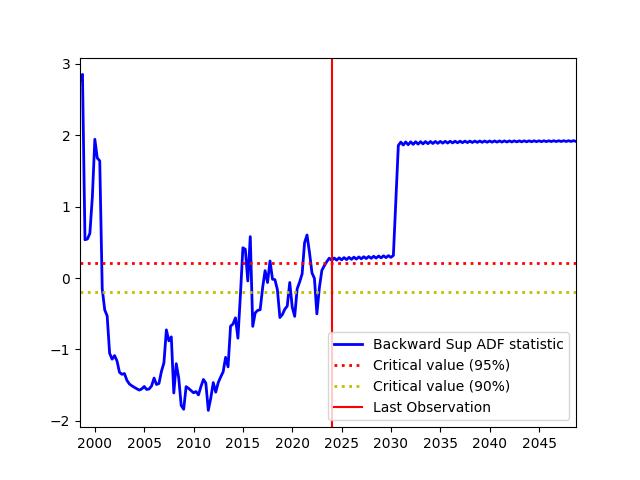 3
2
1
0
−1
−2
Backward Sup ADF statistic
Critical value (95%)
Critical value (90%)
Last Observation
2000 2005 2010 2015 2020 2025 2030 2035 2040 2045